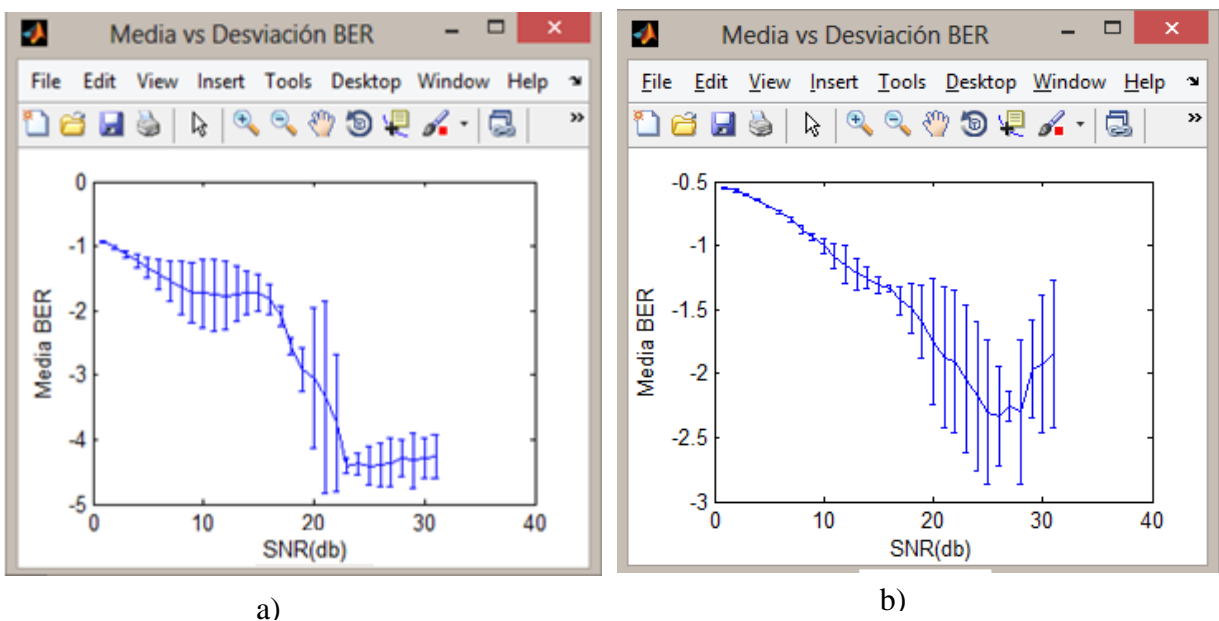 Media vs Desviación BER
File Edit View Insert Tools Desktop Window Help
0
-1
-2
-3
-4
-5
0 10 20 30 40
Media BER
SNR(db)
a)
Media vs Desviación BER
File Edit View Insert Tools Desktop Window Help
-0.5
-1
-1.5
-2
-2.5
-3
0 10 20 30 40
Media BER
SNR(db)
b)